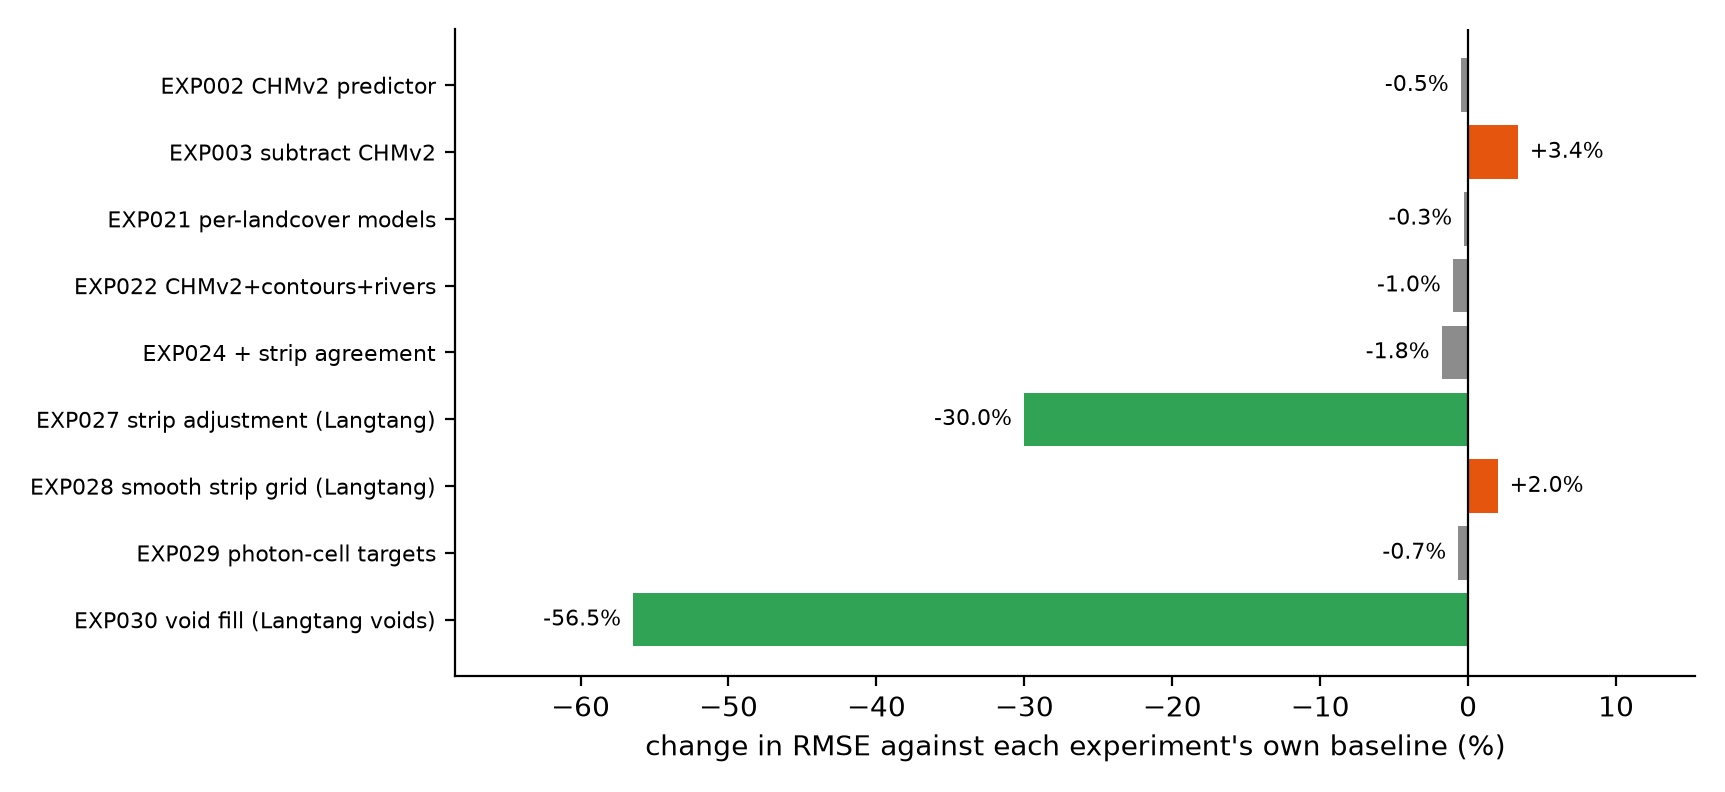 EXP002 CHMv2 predictor
-0.5%
EXP003 subtract CHMv2
+3.4%
EXP021 per-landcover models
-0.3%
EXP022 CHMv2+contours+rivers
-1.0%
EXP024 + strip agreement
-1.8%
EXP027 strip adjustment (Langtang)
-30.0%
EXP028 smooth strip grid (Langtang)
+2.0%
EXP029 photon-cell targets
-0.7%
EXP030 void fill (Langtang voids)
-56.5%
−60 −50 −40 −30 −20 −10 0 10
change in RMSE against each experiment's own baseline (%)